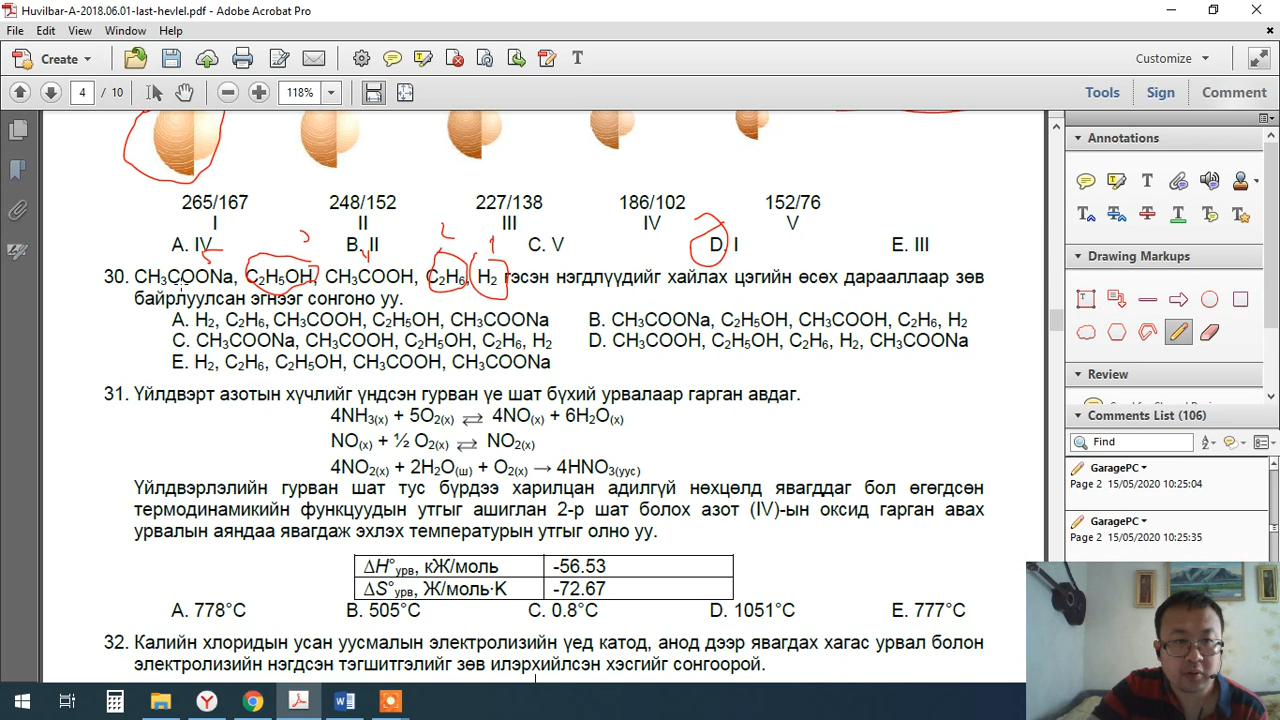 Huvilbar-A-2018.06.01-last-hevlel.pdf - Adobe Acrobat Pro
File Edit View Window Help
Create
Customize
4 / 10
118%
Tools Sign Comment
265/167 248/152 227/138 186/102 152/76
I II III IV V
A. IV B. II C. V D. I E. III
5 3 4 2 1
30. CH₃COONa, C₂H₅OH, CH₃COOH, C₂H₆, H₂ гэсэн нэгдлүүдийг хайлах цэгийн өсөх дарааллаар зөв
байрлуулсан эгнээг сонгоно уу.
A. H₂, C₂H₆, CH₃COOH, C₂H₅OH, CH₃COONa B. CH₃COONa, C₂H₅OH, CH₃COOH, C₂H₆, H₂
C. CH₃COONa, CH₃COOH, C₂H₅OH, C₂H₆, H₂ D. CH₃COOH, C₂H₅OH, C₂H₆, H₂, CH₃COONa
E. H₂, C₂H₆, C₂H₅OH, CH₃COOH, CH₃COONa
31. Үйлдвэрт азотын хүчлийг үндсэн гурван үе шат бүхий урвалаар гарган авдаг.
4NH₃(х) + 5O₂(х) ⇄ 4NO(х) + 6H₂O(х)
NO(х) + ½ O₂(х) ⇄ NO₂(х)
4NO₂(х) + 2H₂O(ш) + O₂(х) → 4HNO₃(уус)
Үйлдвэрлэлийн гурван шат тус бүрдээ харилцан адилгүй нөхцөлд явагддаг бол өгөгдсөн
термодинамикийн функцуудын утгыг ашиглан 2-р шат болох азот (IV)-ын оксид гарган авах
урвалын аяндаа явагдаж эхлэх температурын утгыг олно уу.
ΔH°урв, кЖ/моль -56.53
ΔS°урв, Ж/моль·K -72.67
A. 778°C B. 505°C C. 0.8°C D. 1051°C E. 777°C
32. Калийн хлоридын усан уусмалын электролизийн үед катод, анод дээр явагдах хагас урвал болон
электролизийн нэгдсэн тэгшитгэлийг зөв илэрхийлсэн хэсгийг сонгоорой.
Annotations
Drawing Markups
Review
Comments List (106)
Find
GaragePC
Page 2 15/05/2020 10:25:04
GaragePC
Page 2 15/05/2020 10:25:35